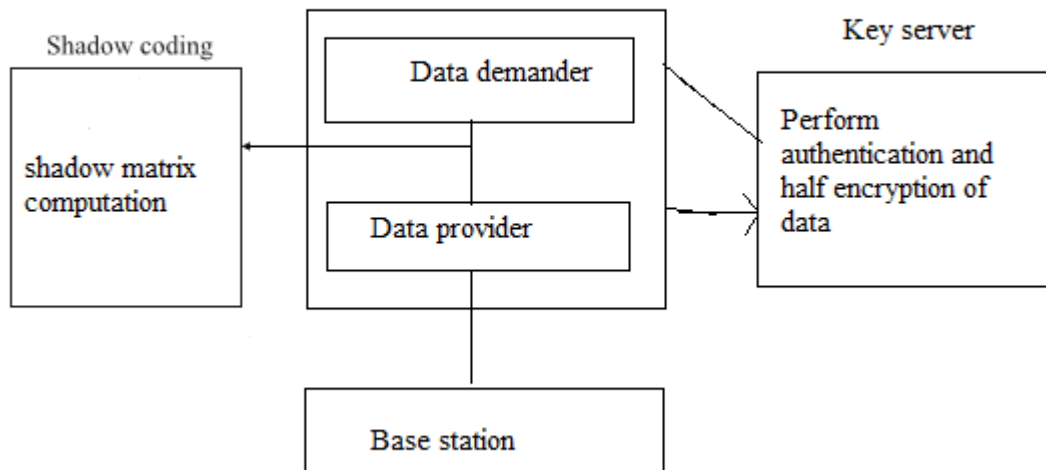 Shadow coding
shadow matrix
computation
Data demander
Data provider
Base station
Key server
Perform
authentication and
half encryption of
data